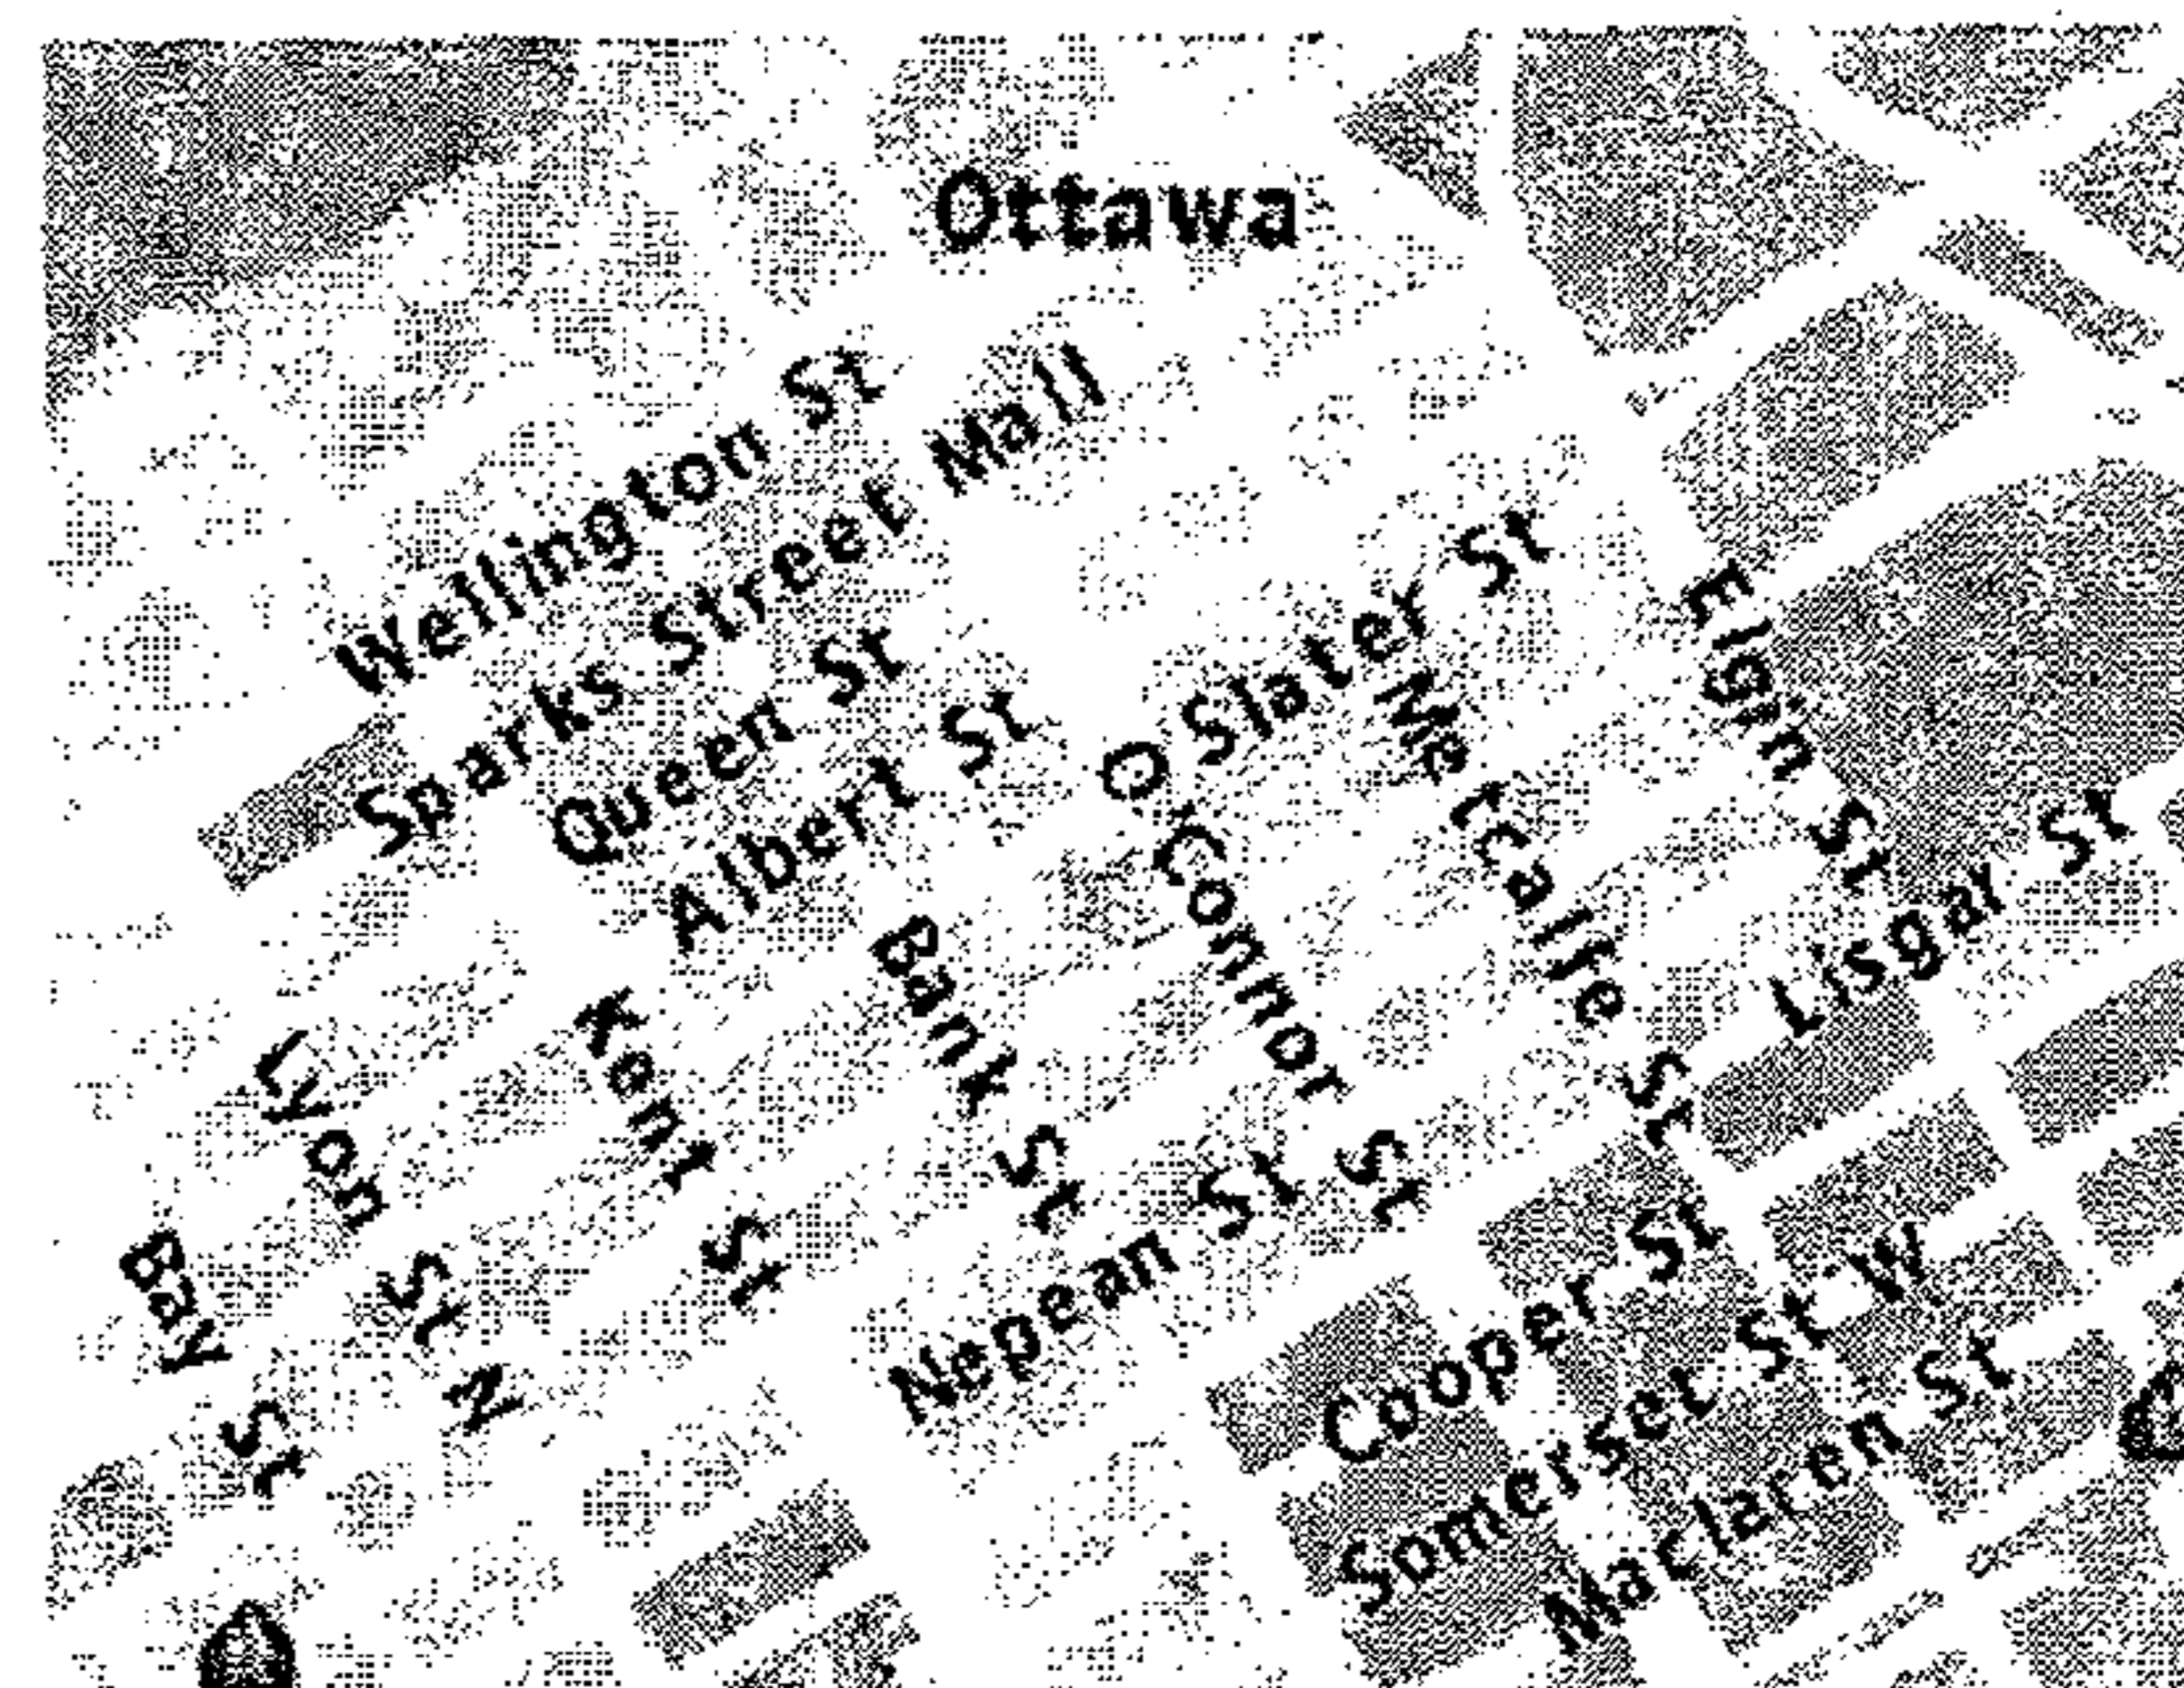 Ottawa
Wellington St
Sparks Street Mall
Queen St
Albert St
Slater St
Elgin St
Metcalfe St
O'Connor St
Bank St
Kent St
Lyon St N
Bay St
Lisgar St
Nepean St
Cooper St
Somerset St W
Maclaren St